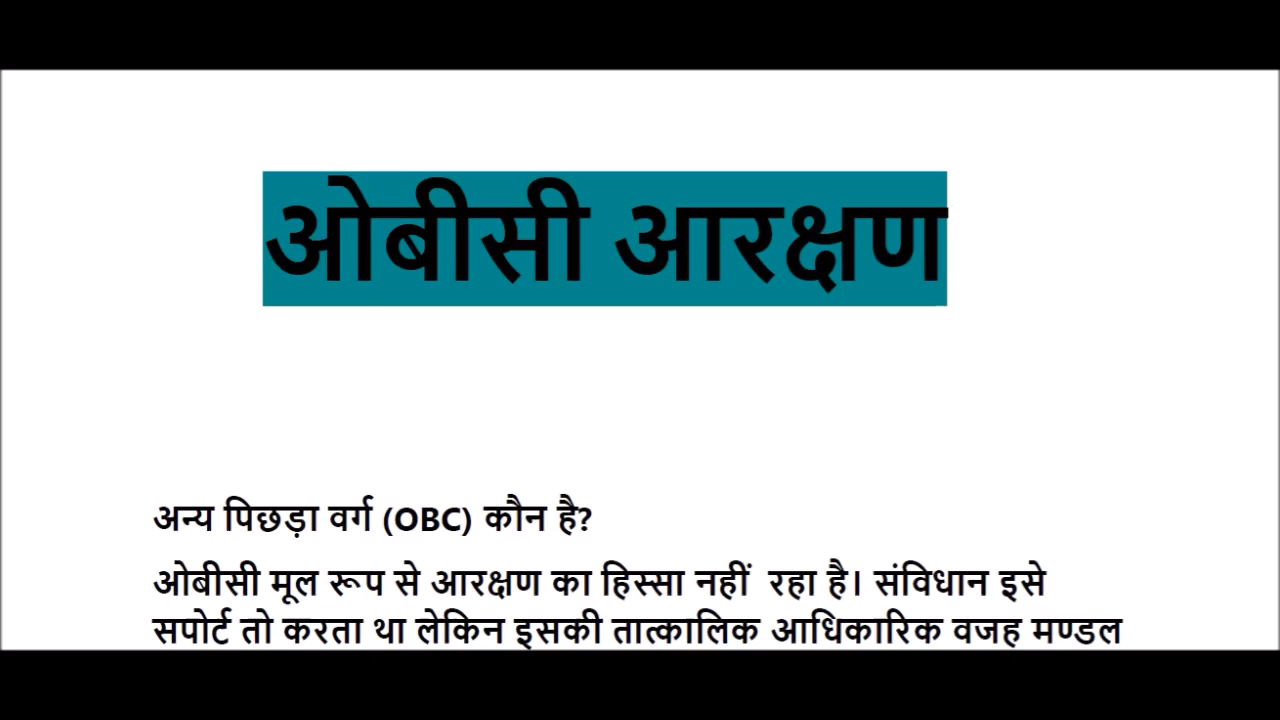 ओबीसी आरक्षण
अन्य पिछड़ा वर्ग (OBC) कौन है?
ओबीसी मूल रूप से आरक्षण का हिस्सा नहीं रहा है। संविधान इसे
सपोर्ट तो करता था लेकिन इसकी तात्कालिक आधिकारिक वजह मण्डल